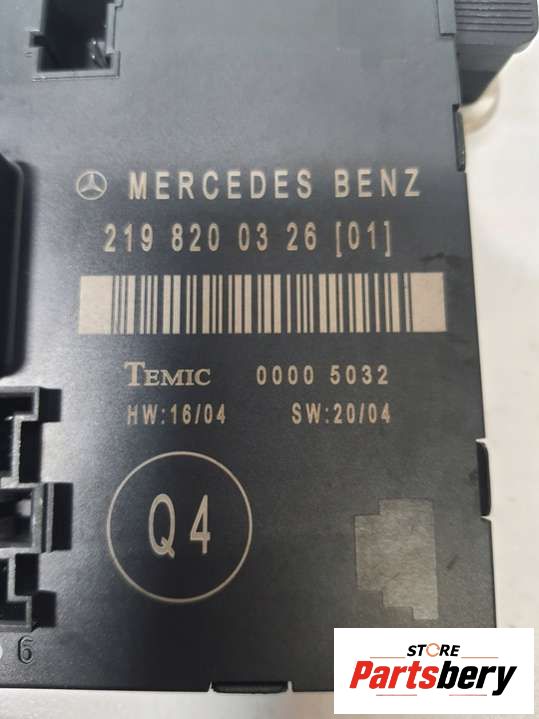 MERCEDES BENZ
219 820 03 26 [01]
TEMIC 0000 5032
HW:16/04 SW:20/04
Q4
6
STORE
Partsbery